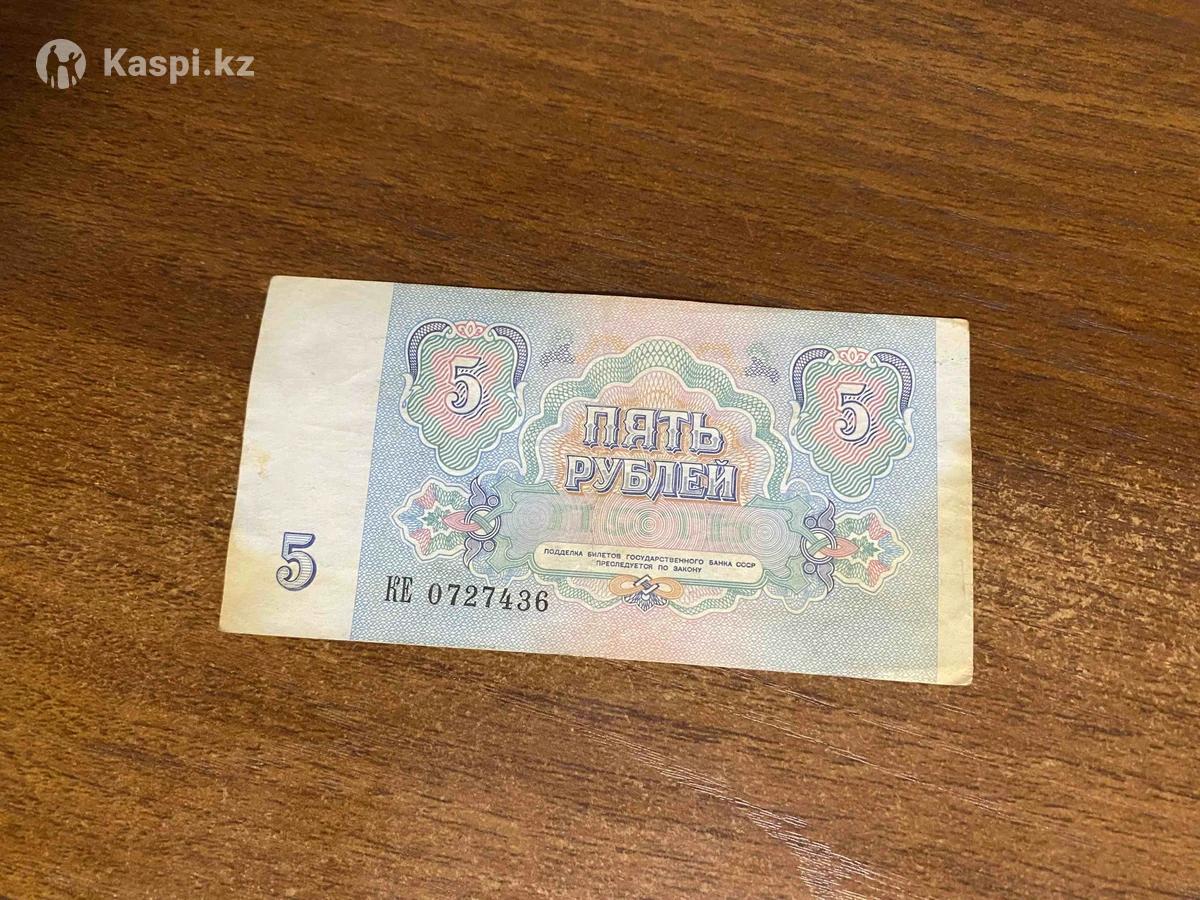 Kaspi.kz
5
5
ПЯТЬ
РУБЛЕЙ
ПОДДЕЛКА БИЛЕТОВ ГОСУДАРСТВЕННОГО БАНКА СССР
ПРЕСЛЕДУЕТСЯ ПО ЗАКОНУ
5
КЕ 0727436